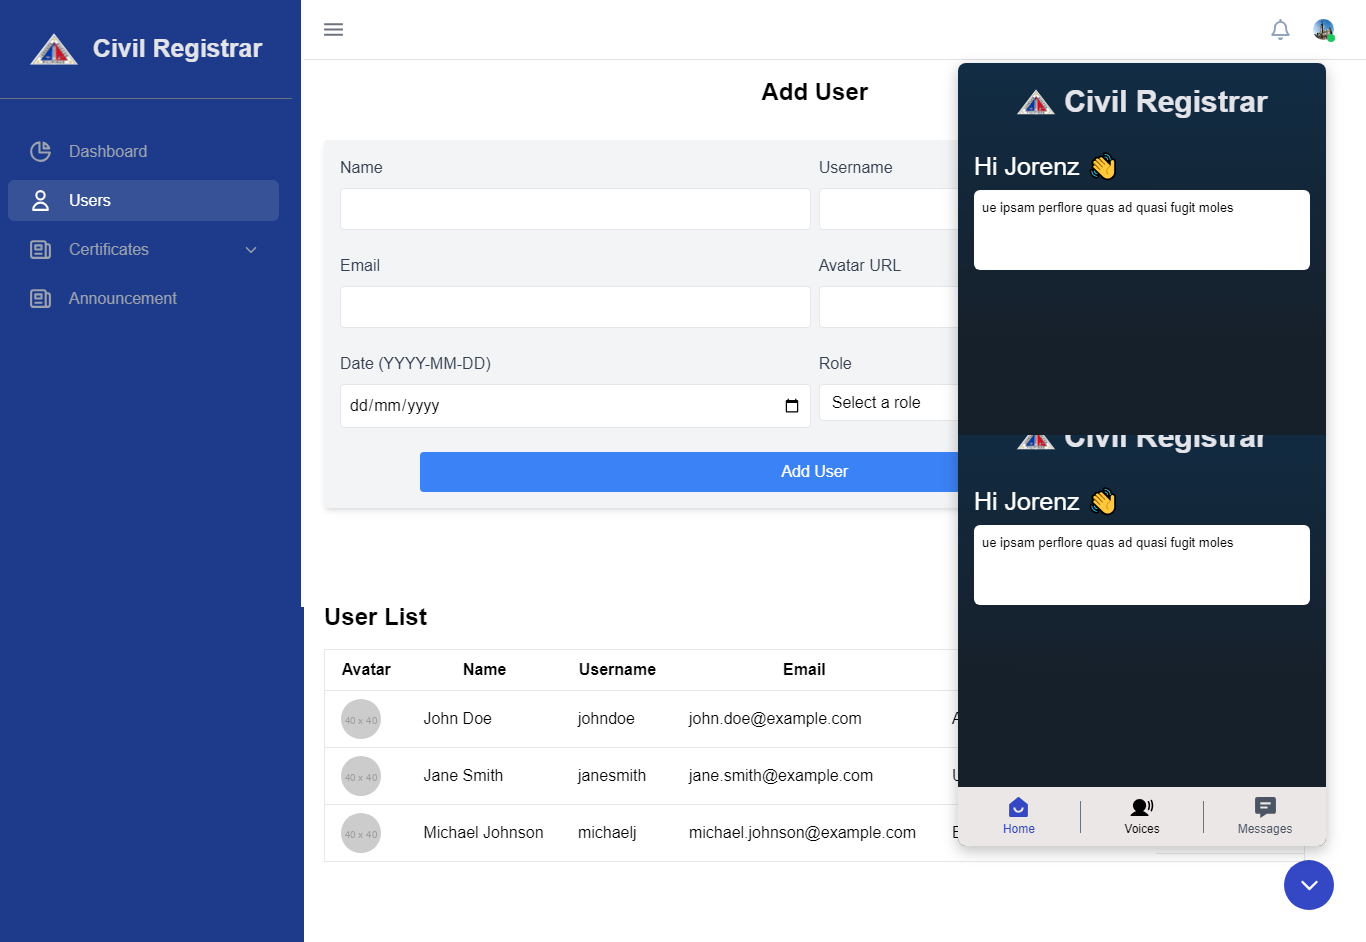 Civil Registrar
Dashboard
Users
Certificates
Announcement
Add User
Name
Username
Email
Avatar URL
Date (YYYY-MM-DD)
Role
dd/mm/yyyy
Select a role
Add User
User List
Avatar Name Username Email
40 x 40 John Doe johndoe john.doe@example.com
40 x 40 Jane Smith janesmith jane.smith@example.com
40 x 40 Michael Johnson michaelj michael.johnson@example.com
Civil Registrar
Hi Jorenz 👋
ue ipsam perflore quas ad quasi fugit moles
Civil Registrar
Hi Jorenz 👋
ue ipsam perflore quas ad quasi fugit moles
Home
Voices
Messages